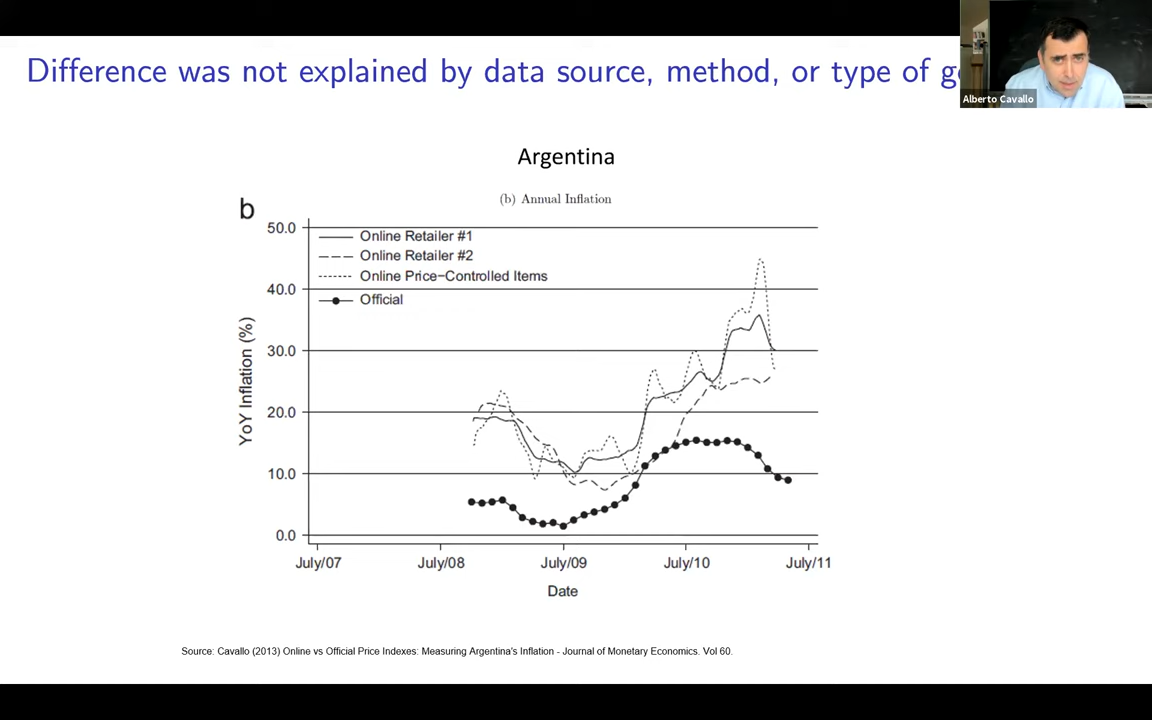 Difference was not explained by data source, method, or type of
Alberto Cavallo
Argentina
(b) Annual Inflation
b
50.0
40.0
30.0
20.0
10.0
0.0
YoY Inflation (%)
Online Retailer #1
Online Retailer #2
Online Price−Controlled Items
Official
July/07
July/08
July/09
July/10
July/11
Date
Source: Cavallo (2013) Online vs Official Price Indexes: Measuring Argentina's Inflation - Journal of Monetary Economics. Vol 60.